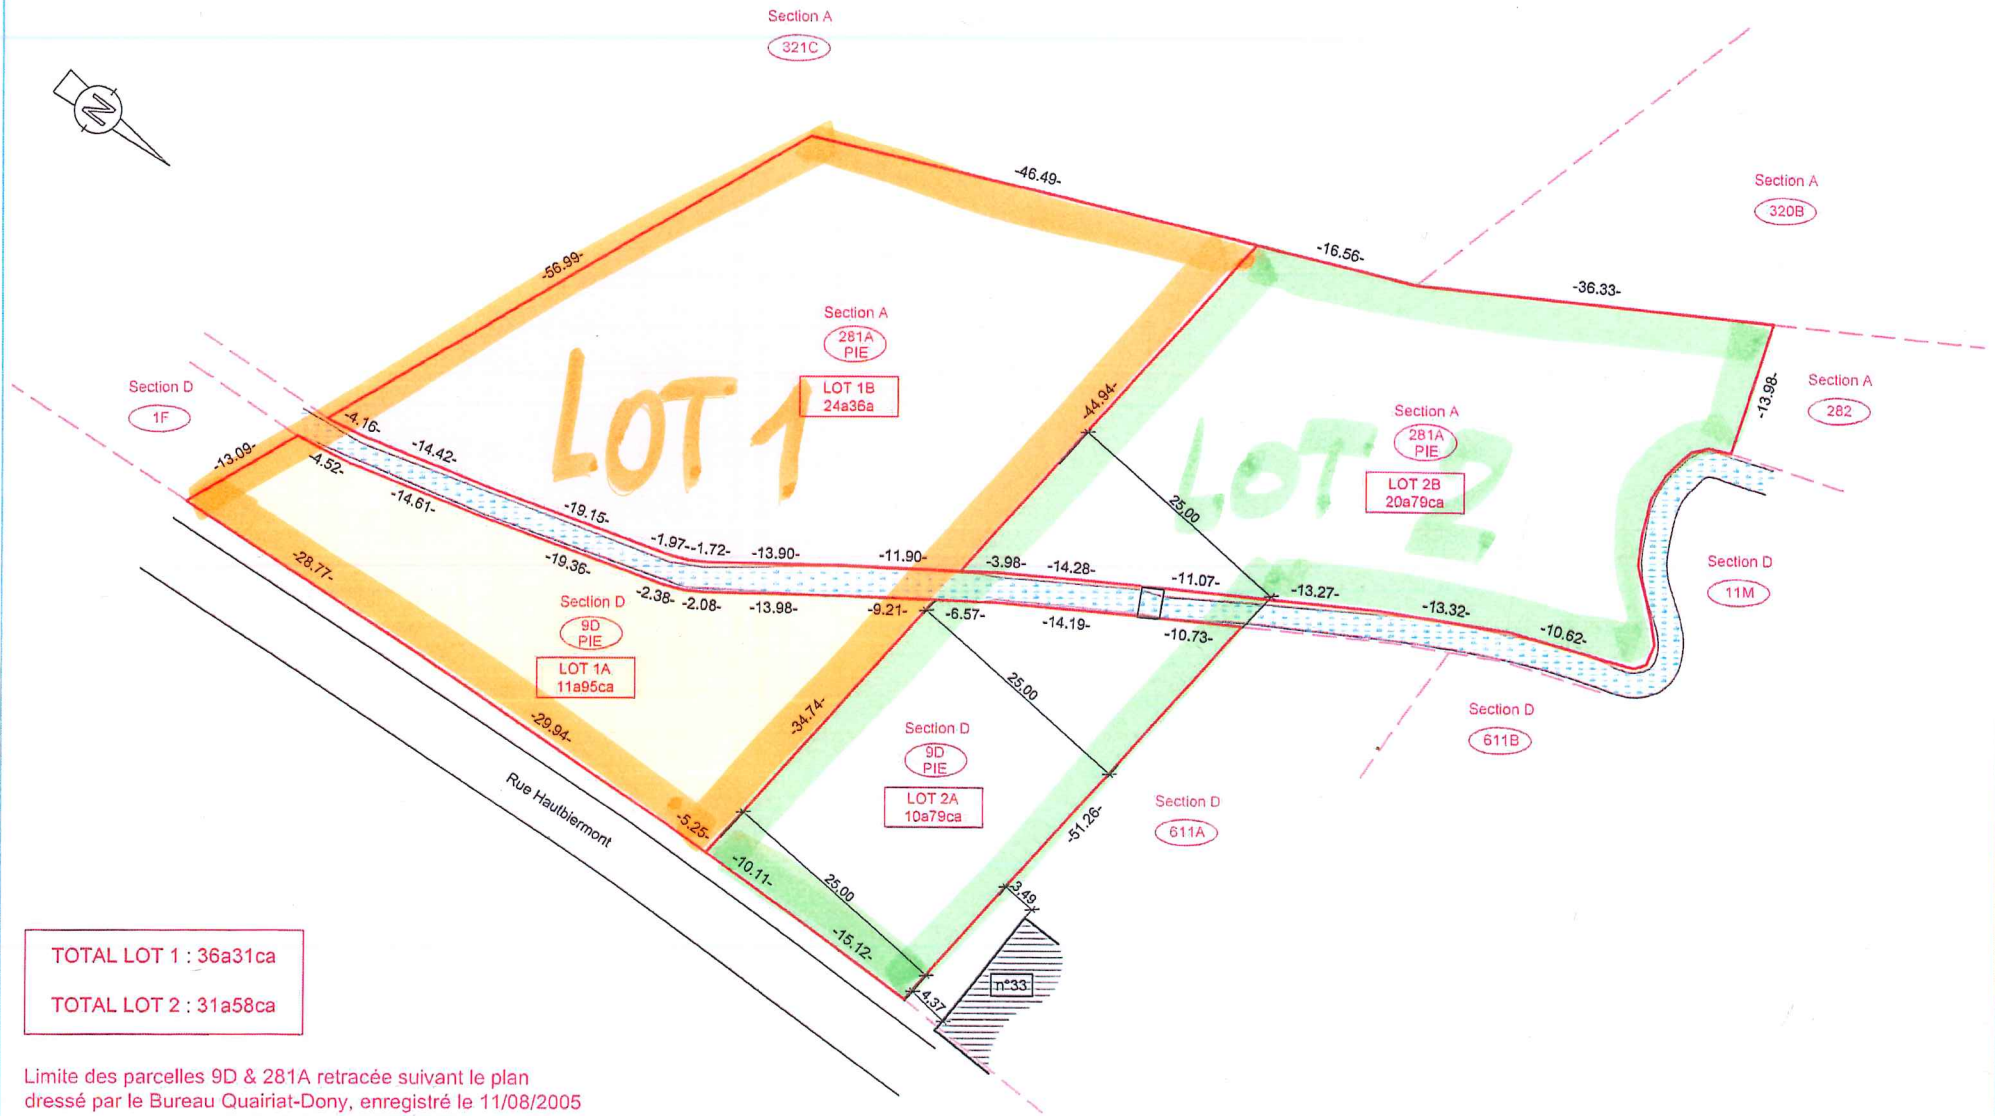 Section A
321C
N
-46.49-
Section A
320B
-16.56-
-36.33-
-56.99-
Section A
281A
PIE
LOT 1B
24a36a
LOT 1
-44.94-
-13.98-
Section A
282
Section D
1F
-13.09-
-4.16-
-14.42-
-4.52-
-14.61-
-19.15-
-19.36-
-1.97-
-1.72-
-13.90-
-11.90-
-2.38-
-2.08-
-13.98-
-9.21-
Section A
281A
PIE
LOT 2B
20a79ca
LOT 2
25,00
-3.98-
-14.28-
-11.07-
-13.27-
-13.32-
-10.62-
-6.57-
-14.19-
-10.73-
Section D
11M
-28.77-
Section D
9D
PIE
LOT 1A
11a95ca
-29.94-
-34.74-
25,00
Section D
611B
Section D
9D
PIE
LOT 2A
10a79ca
Section D
611A
-51.26-
Rue Hautbiermont
-5.25-
-10.11-
25,00
-15.12-
3,49
4,37
n°33
TOTAL LOT 1 : 36a31ca
TOTAL LOT 2 : 31a58ca
Limite des parcelles 9D & 281A retracée suivant le plan
dressé par le Bureau Quairiat-Dony, enregistré le 11/08/2005